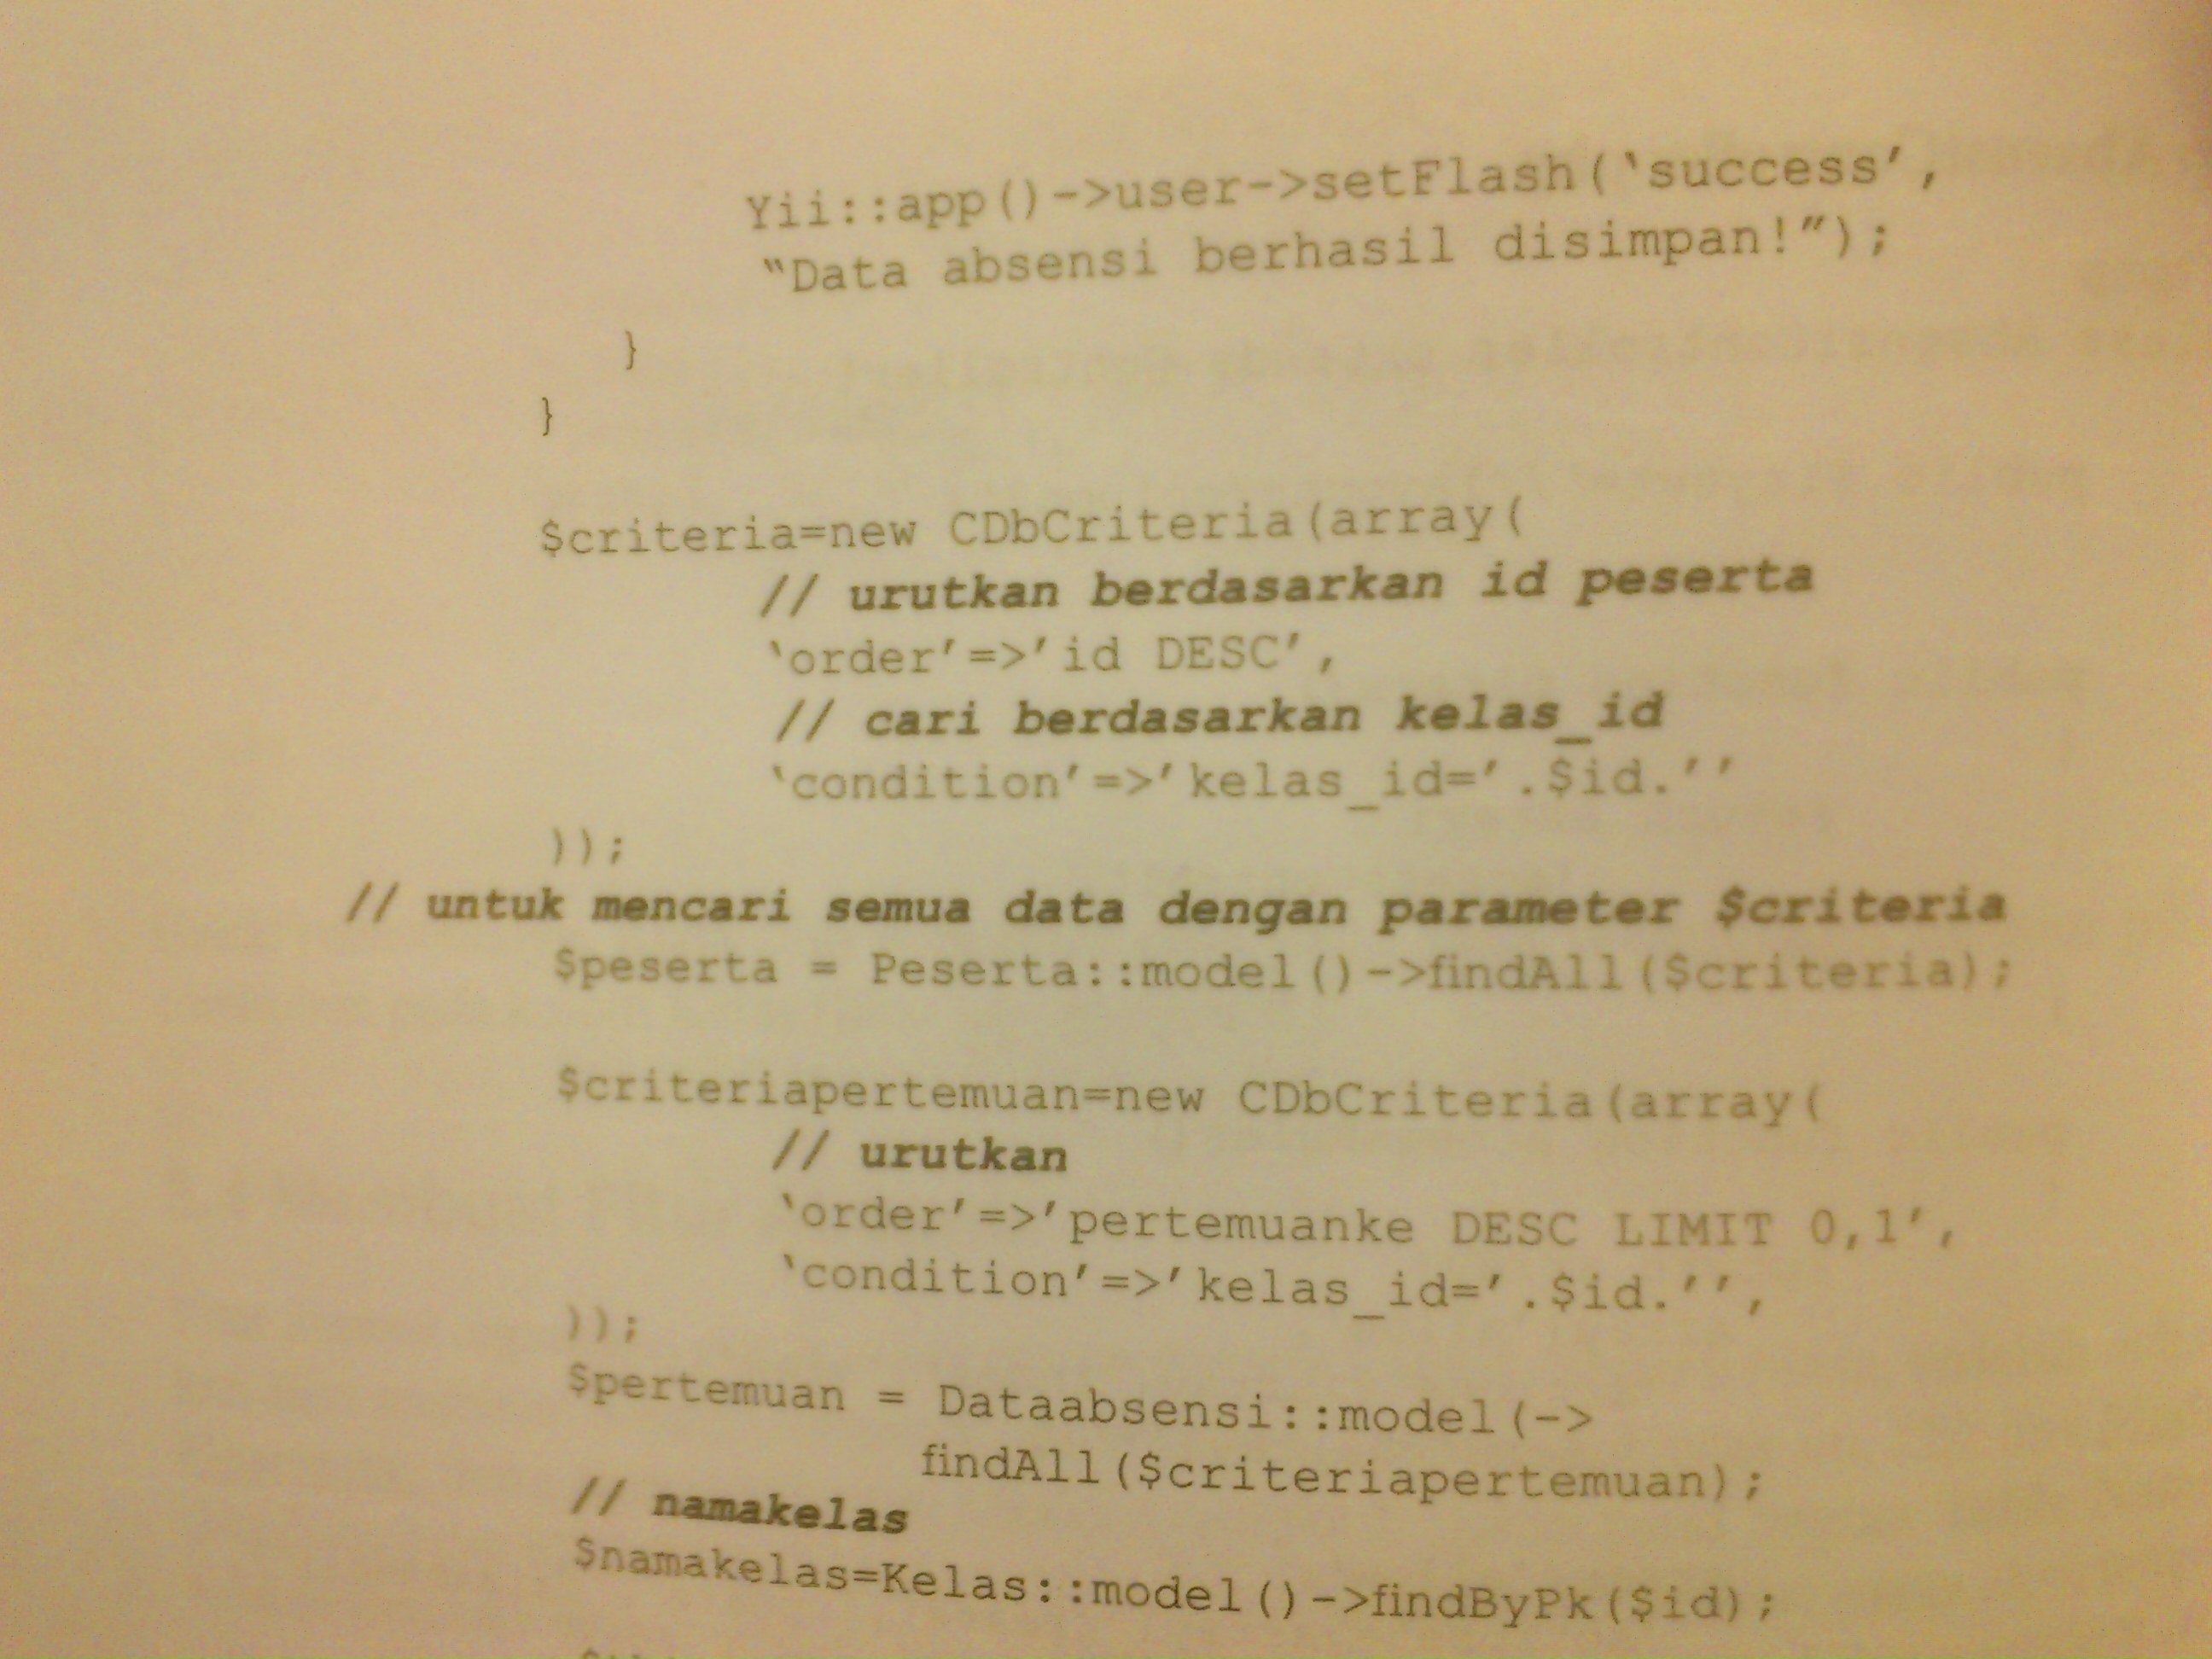 Yii::app()->user->setFlash(‘success’,
“Data absensi berhasil disimpan!”);
}
}
$criteria=new CDbCriteria(array(
// urutkan berdasarkan id peserta
‘order’=>’id DESC’,
// cari berdasarkan kelas_id
‘condition’=>’kelas_id=’.$id.’’
));
// untuk mencari semua data dengan parameter $criteria
$peserta = Peserta::model()->findAll($criteria);
$criteriapertemuan=new CDbCriteria(array(
// urutkan
‘order’=>’pertemuanke DESC LIMIT 0,1’,
‘condition’=>’kelas_id=’.$id.’’,
));
$pertemuan = Dataabsensi::model(->
findAll($criteriapertemuan);
// namakelas
$namakelas=Kelas::model()->findByPk($id);